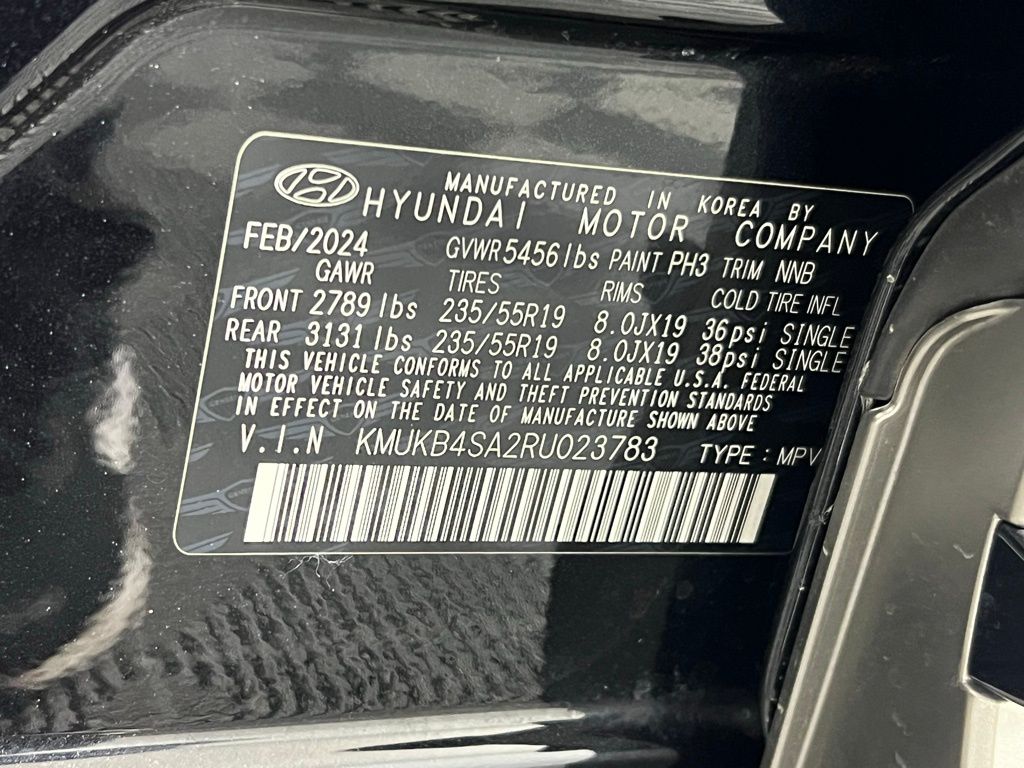 MANUFACTURED IN KOREA BY
HYUNDAI MOTOR COMPANY
FEB/2024 GVWR 5456 lbs PAINT PH3 TRIM NNB
GAWR TIRES RIMS COLD TIRE INFL
FRONT 2789 lbs 235/55R19 8.0JX19 36psi SINGLE
REAR 3131 lbs 235/55R19 8.0JX19 38psi SINGLE
THIS VEHICLE CONFORMS TO ALL APPLICABLE U.S.A. FEDERAL
MOTOR VEHICLE SAFETY AND THEFT PREVENTION STANDARDS
IN EFFECT ON THE DATE OF MANUFACTURE SHOWN ABOVE
V.I.N KMUKB4SA2RU023783 TYPE : MPV